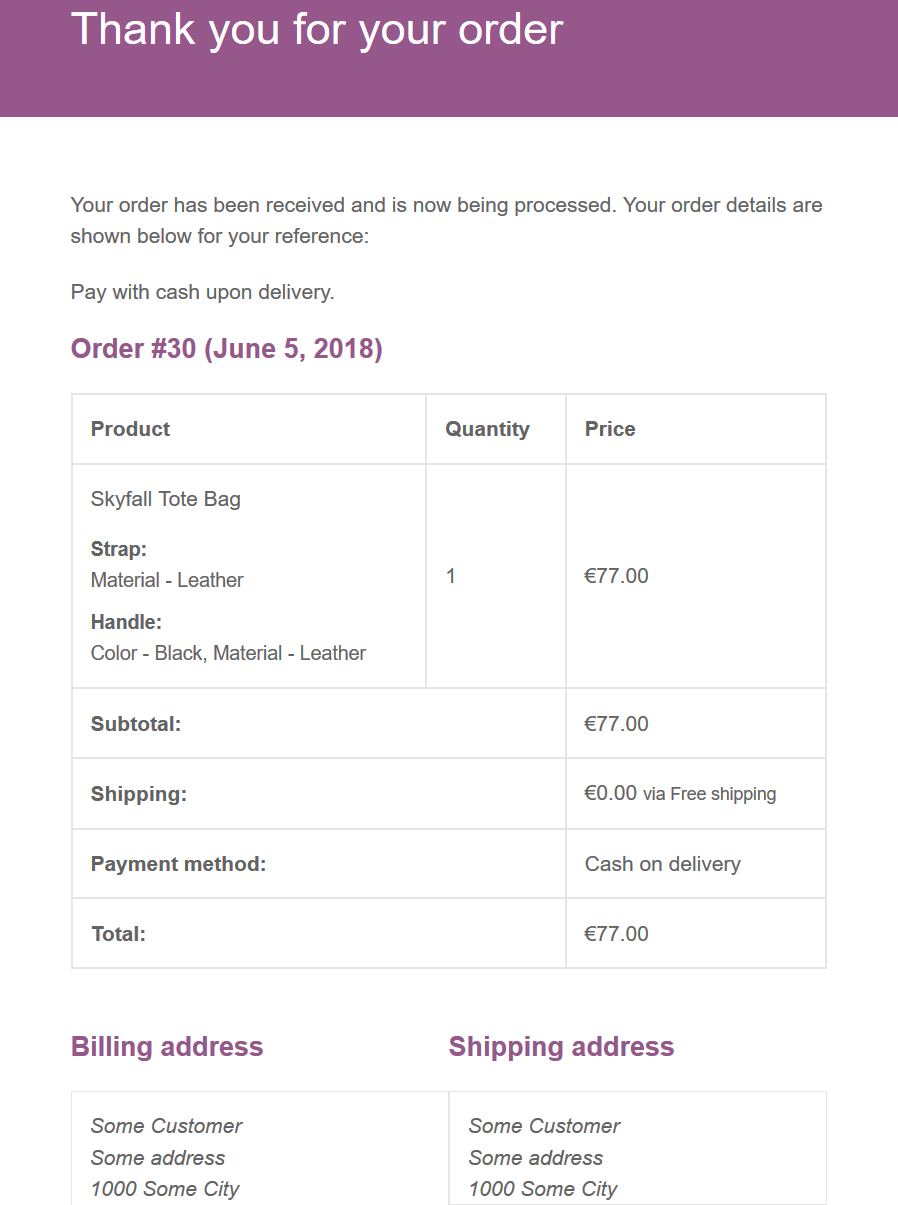 Thank you for your order
Your order has been received and is now being processed. Your order details are
shown below for your reference:
Pay with cash upon delivery.
Order #30 (June 5, 2018)
Product Quantity Price
Skyfall Tote Bag
Strap:
Material - Leather
1 €77.00
Handle:
Color - Black, Material - Leather
Subtotal: €77.00
Shipping: €0.00 via Free shipping
Payment method: Cash on delivery
Total: €77.00
Billing address Shipping address
Some Customer Some Customer
Some address Some address
1000 Some City 1000 Some City